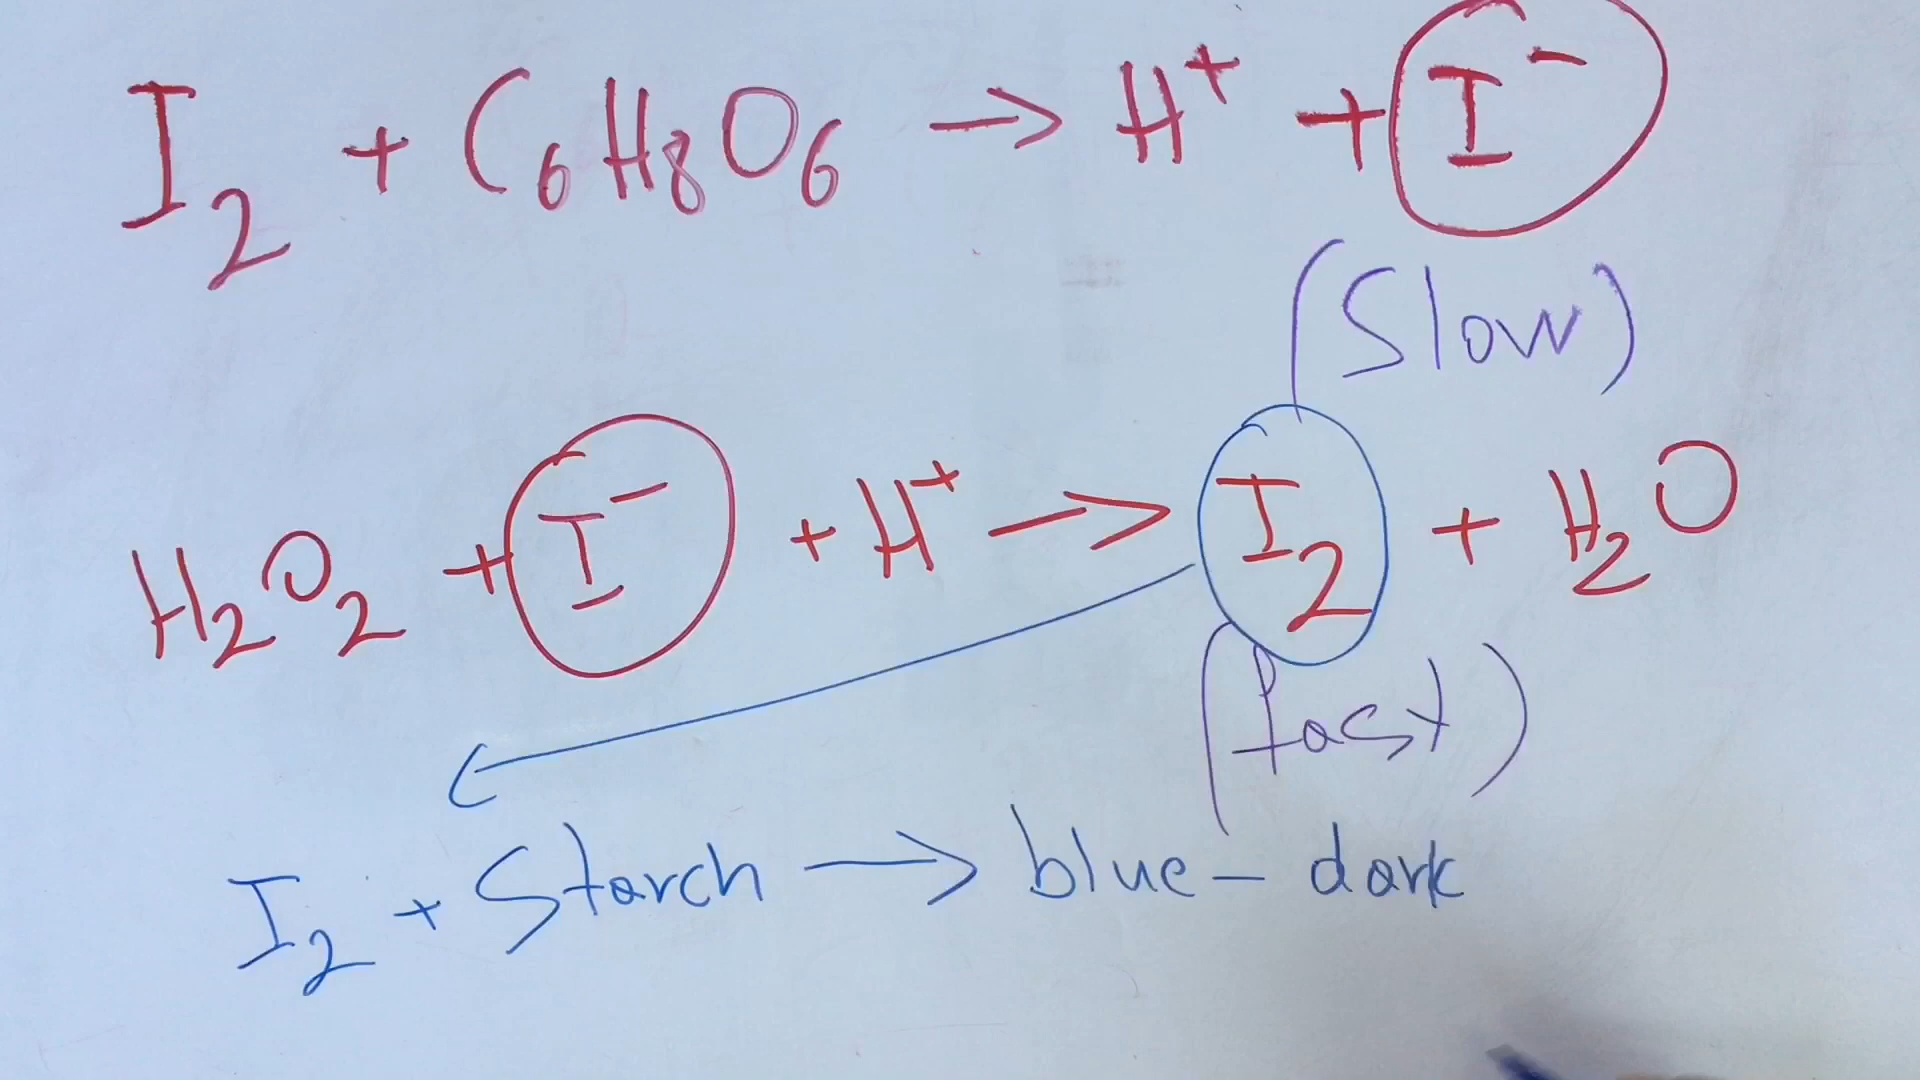 I₂ + C₆H₈O₆ → H⁺ + I⁻
(Slow)
H₂O₂ + I⁻ + H⁺ → I₂ + H₂O
(fast)
I₂ + Starch → blue - dark